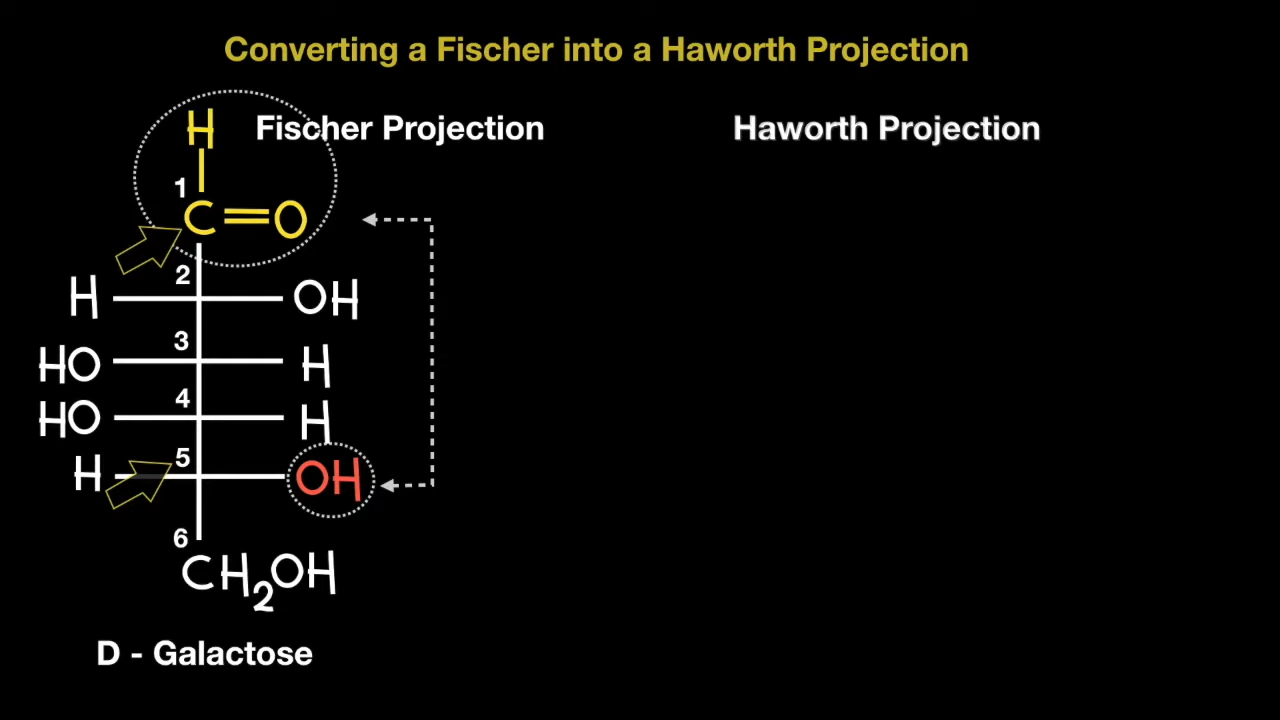 Converting a Fischer into a Haworth Projection
Fischer Projection
Haworth Projection
H
1
C=O
2
H OH
3
HO H
4
HO H
5
H OH
6
CH2OH
D - Galactose